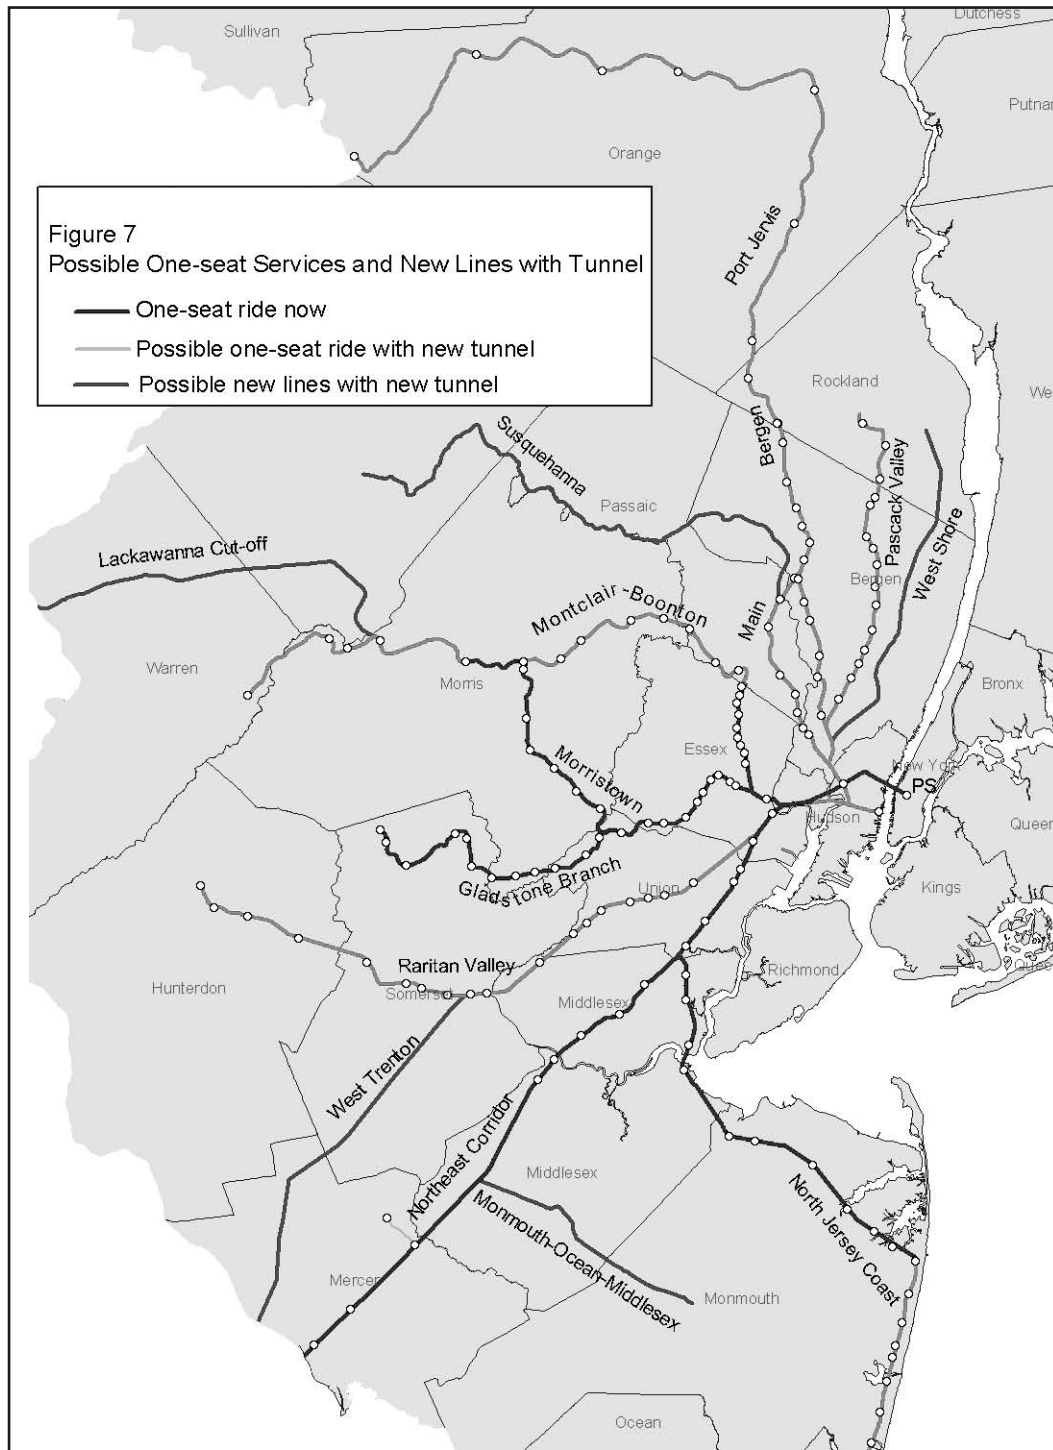 Sullivan
Dutchess
Putnar
Orange
Figure 7
Possible One-seat Services and New Lines with Tunnel
One-seat ride now
Possible one-seat ride with new tunnel
Possible new lines with new tunnel
Port Jervis
Rockland
We
Bergen
Susquehanna
Passaic
Pascack Valley
West Shore
Bergen
Lackawanna Cut-off
Montclair-Boonton
Main
Warren
Morris
Bronx
Essex
Morristown
New York
PS
Hudson
Queer
Gladstone Branch
Union
Kings
Raritan Valley
Richmond
Quee
Hunterdon
Somerset
Middlesex
West Trenton
Northeast Corridor
Middlesex
Monmouth-Ocean-Middlesex
North Jersey Coast
Mercer
Monmouth
Ocean